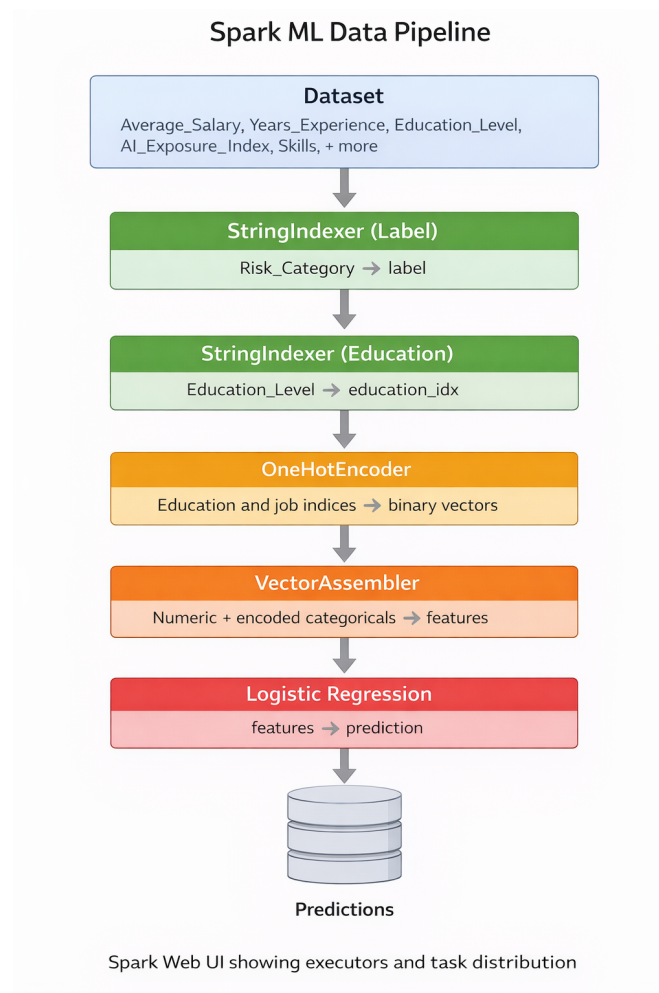 Spark ML Data Pipeline
Dataset
Average_Salary, Years_Experience, Education_Level,
AI_Exposure_Index, Skills, + more
StringIndexer (Label)
Risk_Category → label
StringIndexer (Education)
Education_Level → education_idx
OneHotEncoder
Education and job indices → binary vectors
VectorAssembler
Numeric + encoded categoricals → features
Logistic Regression
features → prediction
Predictions
Spark Web UI showing executors and task distribution